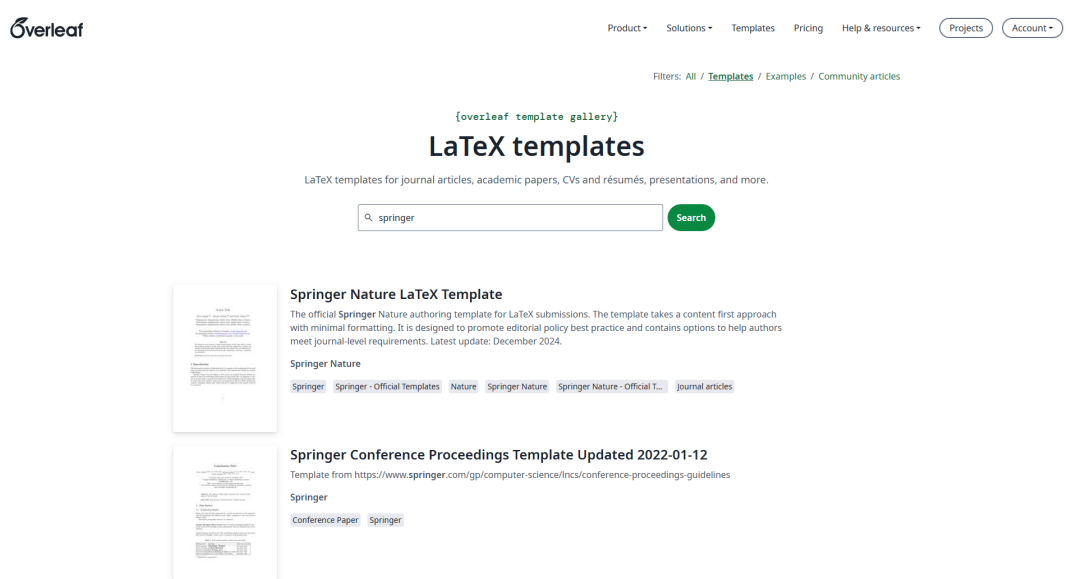 Overleaf
Product
Solutions
Templates
Pricing
Help & resources
Projects
Account
Filters: All / Templates / Examples / Community articles
{overleaf template gallery}
LaTeX templates
LaTeX templates for journal articles, academic papers, CVs and résumés, presentations, and more.
springer
Search
Springer Nature LaTeX Template
The official Springer Nature authoring template for LaTeX submissions. The template takes a content first approach
with minimal formatting. It is designed to promote editorial policy best practice and contains options to help authors
meet journal-level requirements. Latest update: December 2024.
Springer Nature
Springer
Springer - Official Templates
Nature
Springer Nature
Springer Nature - Official T...
Journal articles
Springer Conference Proceedings Template Updated 2022-01-12
Template from https://www.springer.com/gp/computer-science/lncs/conference-proceedings-guidelines
Springer
Conference Paper
Springer